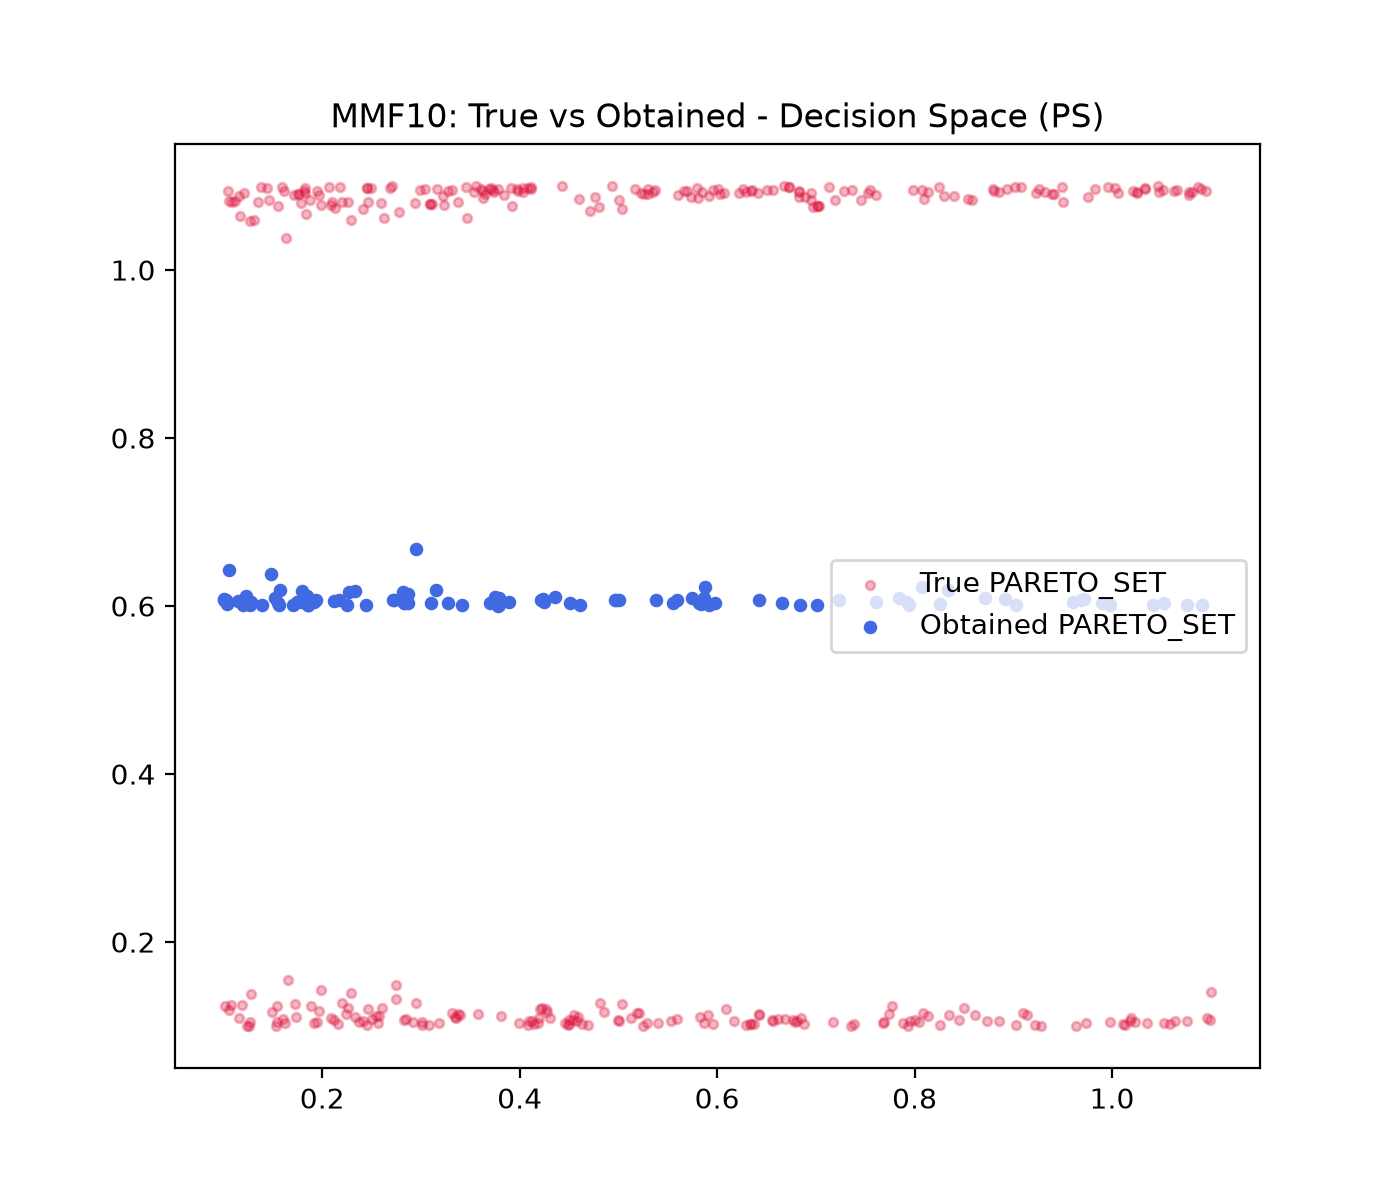 MMF10: True vs Obtained - Decision Space (PS)
1.0
0.8
0.6
0.4
0.2
True PARETO_SET
Obtained PARETO_SET
0.2 0.4 0.6 0.8 1.0